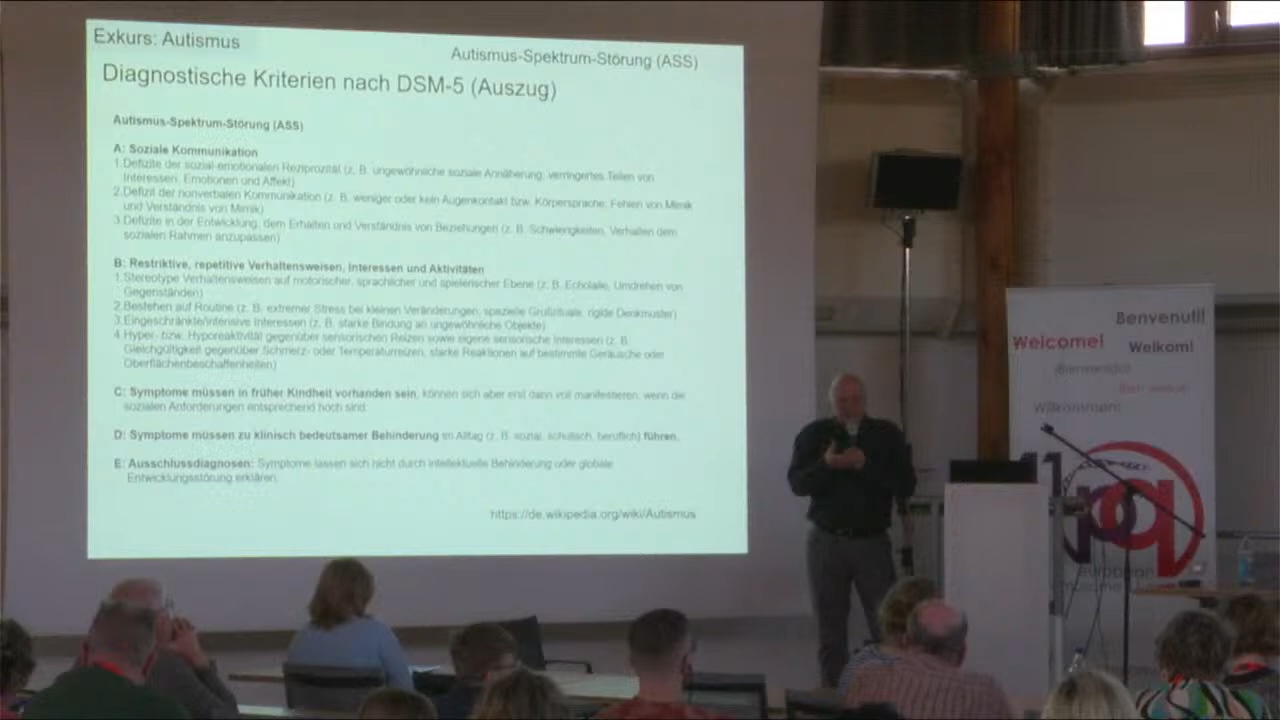 Exkurs: Autismus
Autismus-Spektrum-Störung (ASS)
Diagnostische Kriterien nach DSM-5 (Auszug)
Autismus-Spektrum-Störung (ASS)
A: Soziale Kommunikation
1.Defizite der sozial-emotionalen Reziprozität (z. B. ungewöhnliche soziale Annäherung; verringertes Teilen von
Interessen, Emotionen und Affekt)
2.Defizit der nonverbalen Kommunikation (z. B. weniger oder kein Augenkontakt bzw. Körpersprache; Fehlen von Mimik
und Verständnis von Mimik)
3.Defizite in der Entwicklung, dem Erhalten und Verständnis von Beziehungen (z. B. Schwierigkeiten, Verhalten dem
sozialen Rahmen anzupassen)
B: Restriktive, repetitive Verhaltensweisen, Interessen und Aktivitäten
1.Stereotype Verhaltensweisen auf motorischer, sprachlicher und spielerischer Ebene (z. B. Echolalie, Umdrehen von
Gegenständen)
2.Bestehen auf Routine (z. B. extremer Stress bei kleinen Veränderungen, spezielle Grußrituale, rigide Denkmuster)
3.Eingeschränkte/intensive Interessen (z. B. starke Bindung an ungewöhnliche Objekte)
4.Hyper- bzw. Hyporeaktivität gegenüber sensorischen Reizen sowie eigene sensorische Interessen (z. B.
Gleichgültigkeit gegenüber Schmerz- oder Temperaturreizen, starke Reaktionen auf bestimmte Geräusche oder
Oberflächenbeschaffenheiten)
C: Symptome müssen in früher Kindheit vorhanden sein, können sich aber erst dann voll manifestieren, wenn die
sozialen Anforderungen entsprechend hoch sind.
D: Symptome müssen zu klinisch bedeutsamer Behinderung im Alltag (z. B. sozial, schulisch, beruflich) führen.
E: Ausschlussdiagnosen: Symptome lassen sich nicht durch intellektuelle Behinderung oder globale
Entwicklungsstörung erklären.
https://de.wikipedia.org/wiki/Autismus
Benvenuti!
Welcome!
Welkom!
¡Bienvenido!
Willkommen!
european